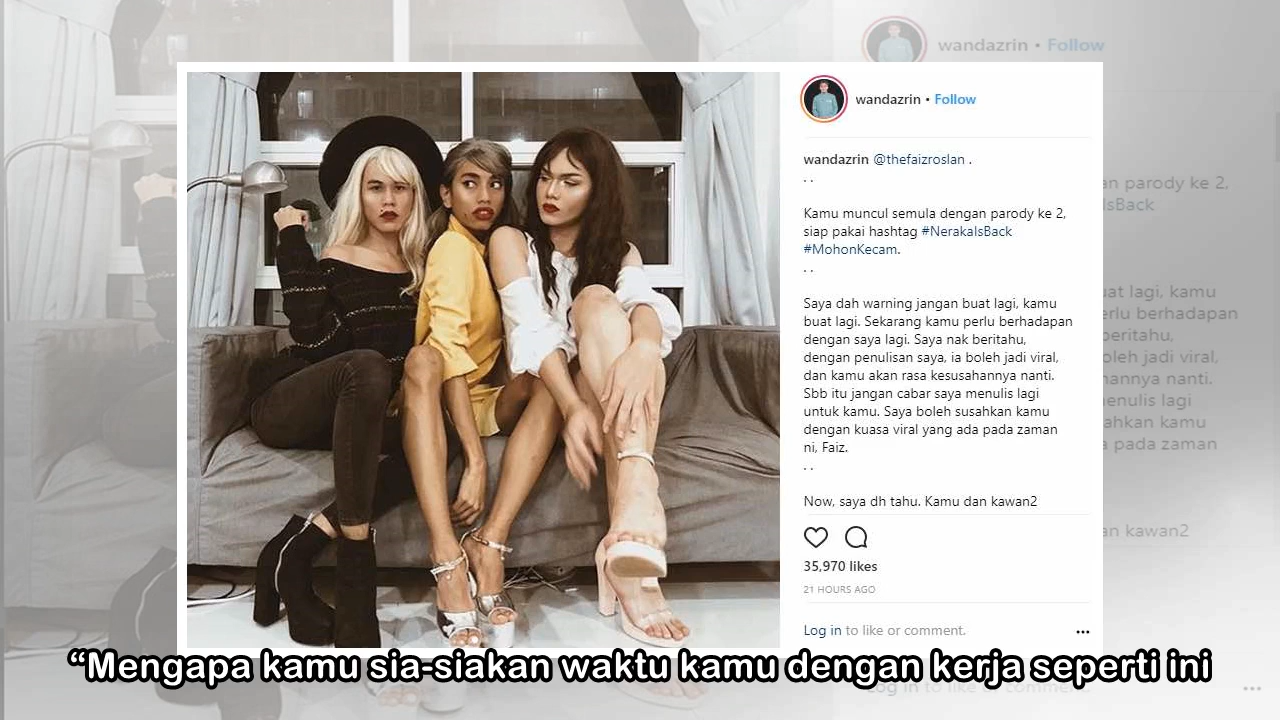 wandazrin • Follow
wandazrin • Follow
wandazrin @thefaizroslan .
. .
Kamu muncul semula dengan parody ke 2,
siap pakai hashtag #NerakaIsBack
#MohonKecam.
. .
Saya dah warning jangan buat lagi, kamu
buat lagi. Sekarang kamu perlu berhadapan
dengan saya lagi. Saya nak beritahu,
dengan penulisan saya, ia boleh jadi viral,
dan kamu akan rasa kesusahannya nanti.
Sbb itu jangan cabar saya menulis lagi
untuk kamu. Saya boleh susahkan kamu
dengan kuasa viral yang ada pada zaman
ni, Faiz.
. .
Now, saya dh tahu. Kamu dan kawan2
35,970 likes
21 HOURS AGO
Log in to like or comment.
“Mengapa kamu sia-siakan waktu kamu dengan kerja seperti ini